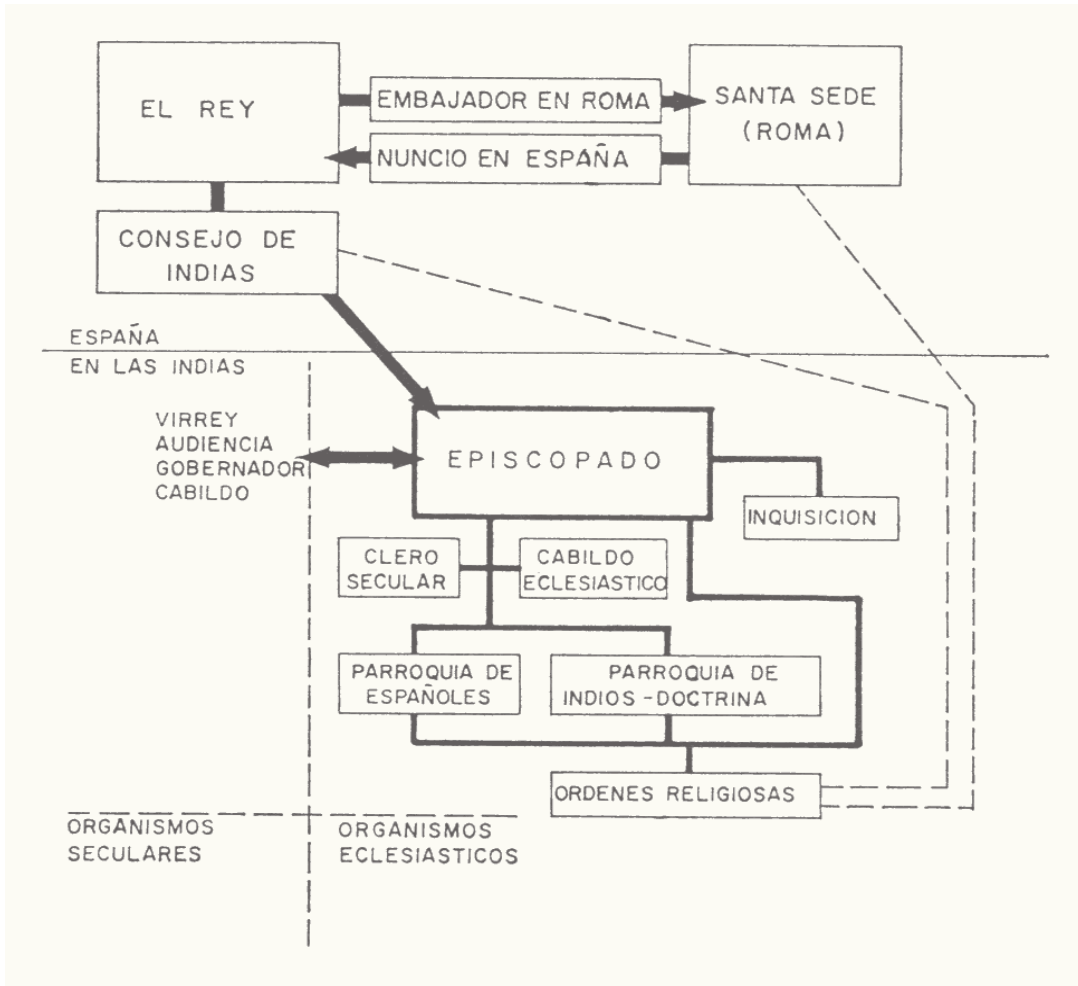 EL REY
EMBAJADOR EN ROMA
NUNCIO EN ESPAÑA
SANTA SEDE
(ROMA)
CONSEJO DE
INDIAS
ESPAÑA
EN LAS INDIAS
VIRREY
AUDIENCIA
GOBERNADOR
CABILDO
EPISCOPADO
INQUISICION
CLERO
SECULAR
CABILDO
ECLESIASTICO
PARROQUIA DE
ESPAÑOLES
PARROQUIA DE
INDIOS - DOCTRINA
ORDENES RELIGIOSAS
ORGANISMOS
SECULARES
ORGANISMOS
ECLESIASTICOS